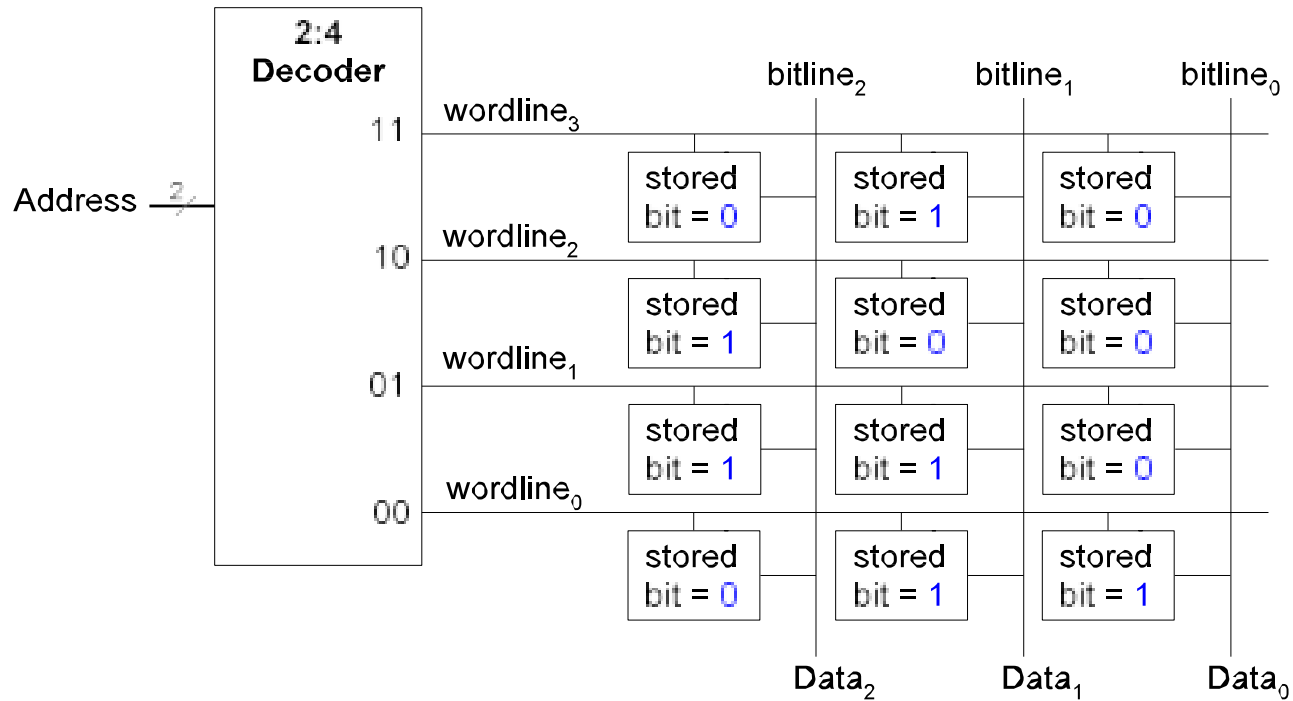 2:4
Decoder
bitline₂ bitline₁ bitline₀
wordline₃
11
stored stored stored
bit = 0 bit = 1 bit = 0
Address 2
wordline₂
10
stored stored stored
bit = 1 bit = 0 bit = 0
wordline₁
01
stored stored stored
bit = 1 bit = 1 bit = 0
wordline₀
00
stored stored stored
bit = 0 bit = 1 bit = 1
Data₂ Data₁ Data₀